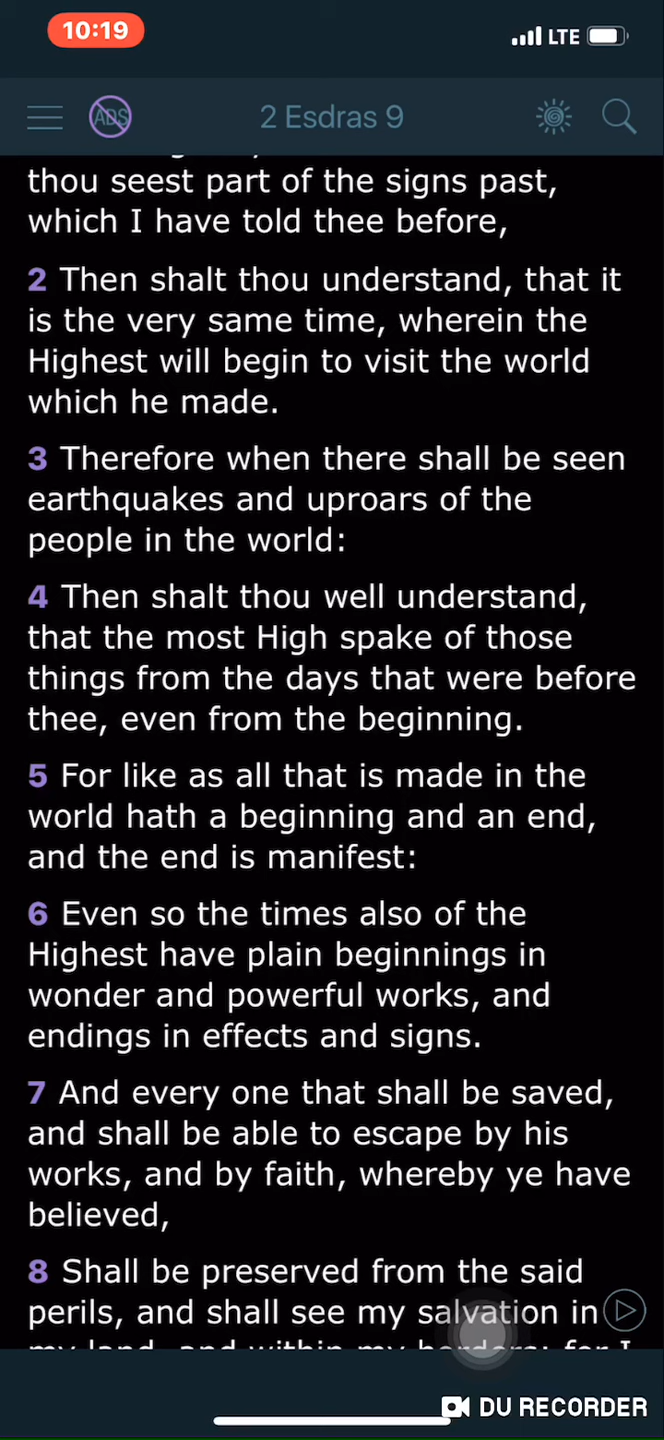 10:19
LTE
ADS
2 Esdras 9
thou seest part of the signs past,
which I have told thee before,
2 Then shalt thou understand, that it
is the very same time, wherein the
Highest will begin to visit the world
which he made.
3 Therefore when there shall be seen
earthquakes and uproars of the
people in the world:
4 Then shalt thou well understand,
that the most High spake of those
things from the days that were before
thee, even from the beginning.
5 For like as all that is made in the
world hath a beginning and an end,
and the end is manifest:
6 Even so the times also of the
Highest have plain beginnings in
wonder and powerful works, and
endings in effects and signs.
7 And every one that shall be saved,
and shall be able to escape by his
works, and by faith, whereby ye have
believed,
8 Shall be preserved from the said
perils, and shall see my salvation in
my land, and within my borders: for I
DU RECORDER